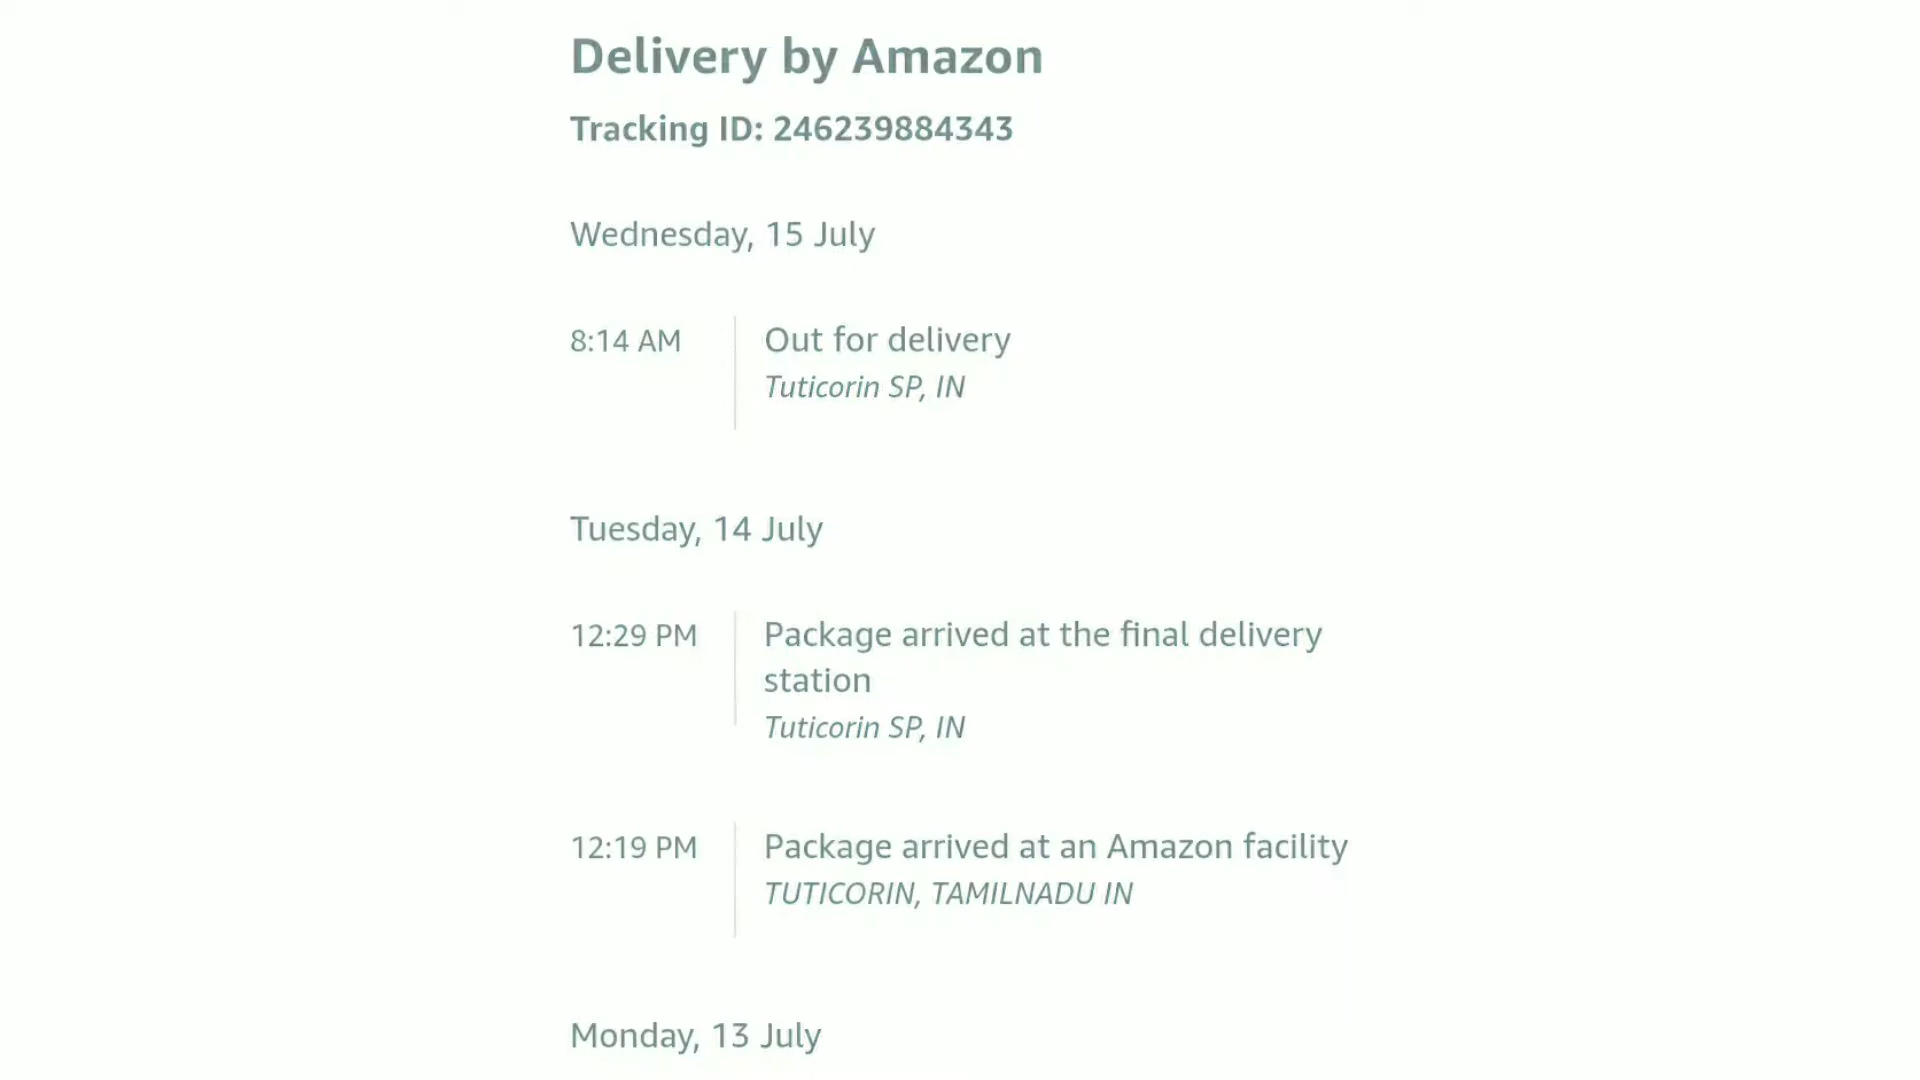 Delivery by Amazon
Tracking ID: 246239884343
Wednesday, 15 July
8:14 AM
Out for delivery
Tuticorin SP, IN
Tuesday, 14 July
12:29 PM
Package arrived at the final delivery
station
Tuticorin SP, IN
12:19 PM
Package arrived at an Amazon facility
TUTICORIN, TAMILNADU IN
Monday, 13 July